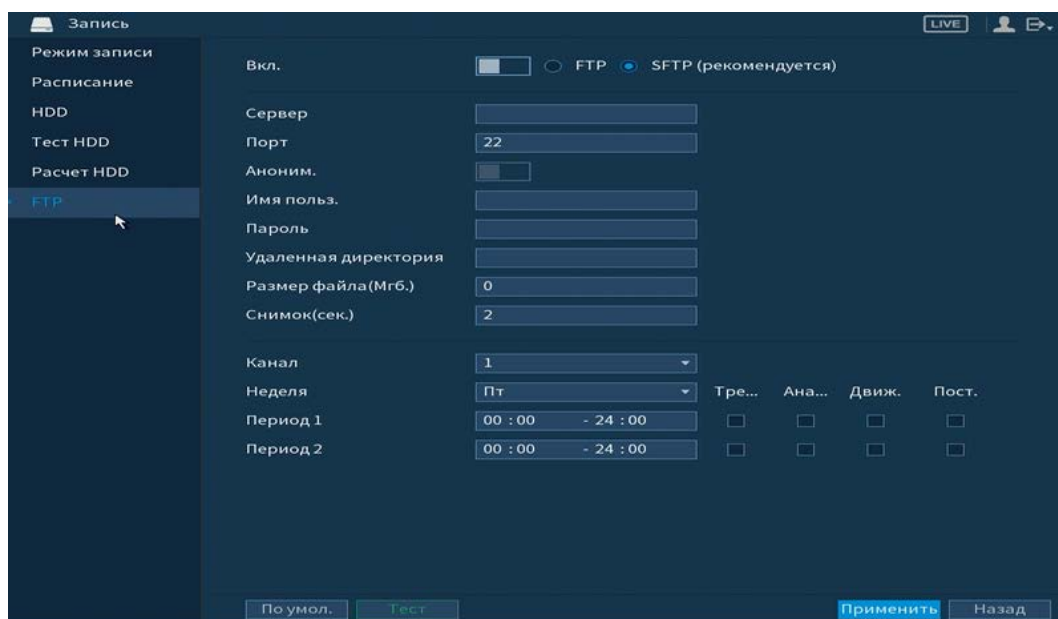 Запись LIVE
Режим записи
Расписание
HDD
Тест HDD
Расчет HDD
FTP
Вкл. FTP SFTP (рекомендуется)
Сервер
Порт 22
Аноним.
Имя польз.
Пароль
Удаленная директория
Размер файла(Мгб.) 0
Снимок(сек.) 2
Канал 1
Неделя Пт Тре... Ана... Движ. Пост.
Период 1 00 : 00 - 24 : 00
Период 2 00 : 00 - 24 : 00
По умол. Тест Применить Назад